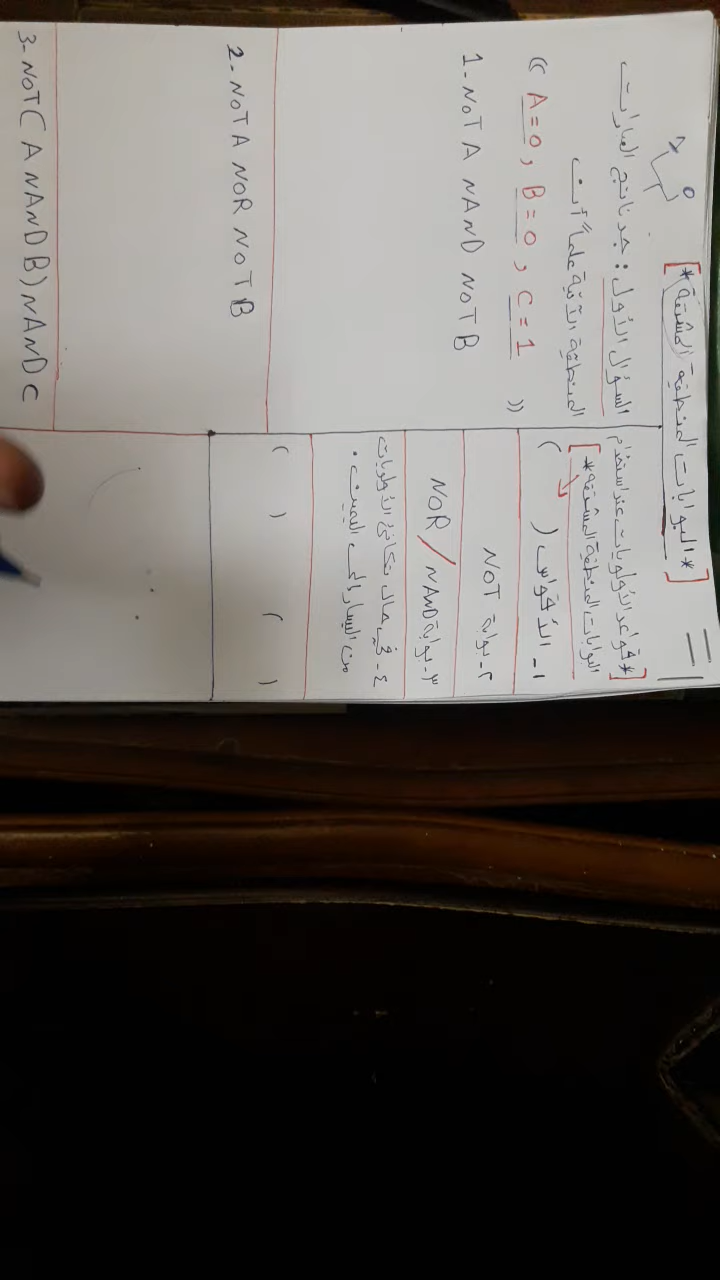 [* البوابات المنطقية المشتقة *]
السؤال الأول : جد ناتج العبارات
المنطقية الآتية علماً أن
(( A=0 , B=0 , C=1 ))
1- NOT A NAND NOT B
2- NOT A NOR NOT B
3- NOT ( A NAND B) NAND C
[* قواعد الأولويات عند استخدام
البوابات المنطقية المشتقة *]
١- الأقواس ( )
٢- بوابة NOT
٣- بوابة NAND / NOR
٤- في حال تكافئ الأولويات
من اليسار الى اليمين .
( ) ( )